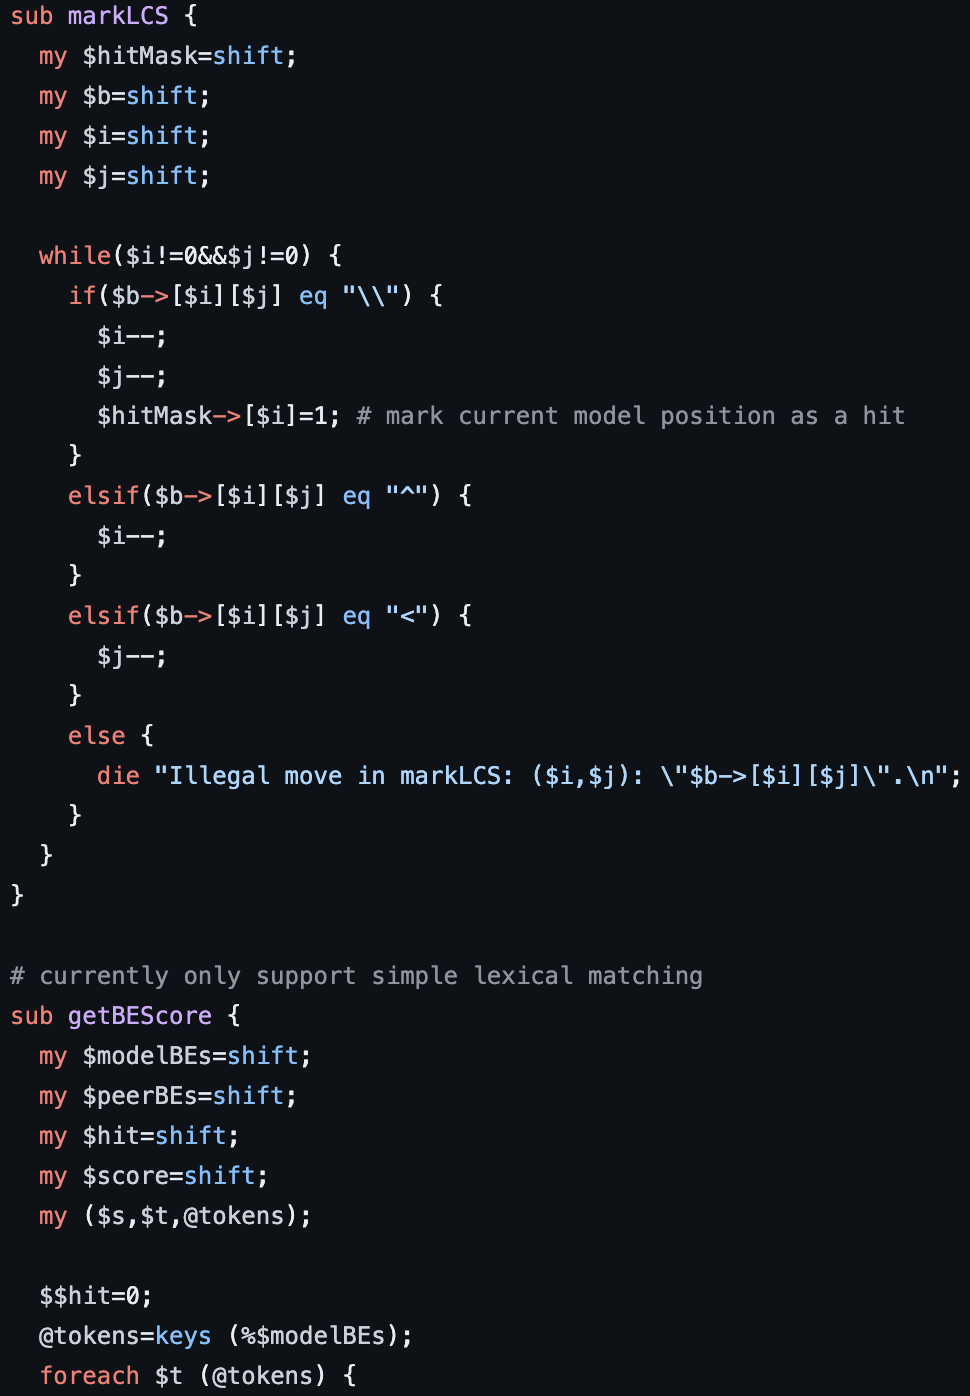 sub markLCS {
  my $hitMask=shift;
  my $b=shift;
  my $i=shift;
  my $j=shift;

  while($i!=0&&$j!=0) {
    if($b->[$i][$j] eq "\\") {
      $i--;
      $j--;
      $hitMask->[$i]=1; # mark current model position as a hit
    }
    elsif($b->[$i][$j] eq "^") {
      $i--;
    }
    elsif($b->[$i][$j] eq "<") {
      $j--;
    }
    else {
      die "Illegal move in markLCS: ($i,$j): \"$b->[$i][$j]\".\n";
    }
  }
}

# currently only support simple lexical matching
sub getBEScore {
  my $modelBEs=shift;
  my $peerBEs=shift;
  my $hit=shift;
  my $score=shift;
  my ($s,$t,@tokens);

  $$hit=0;
  @tokens=keys (%$modelBEs);
  foreach $t (@tokens) {